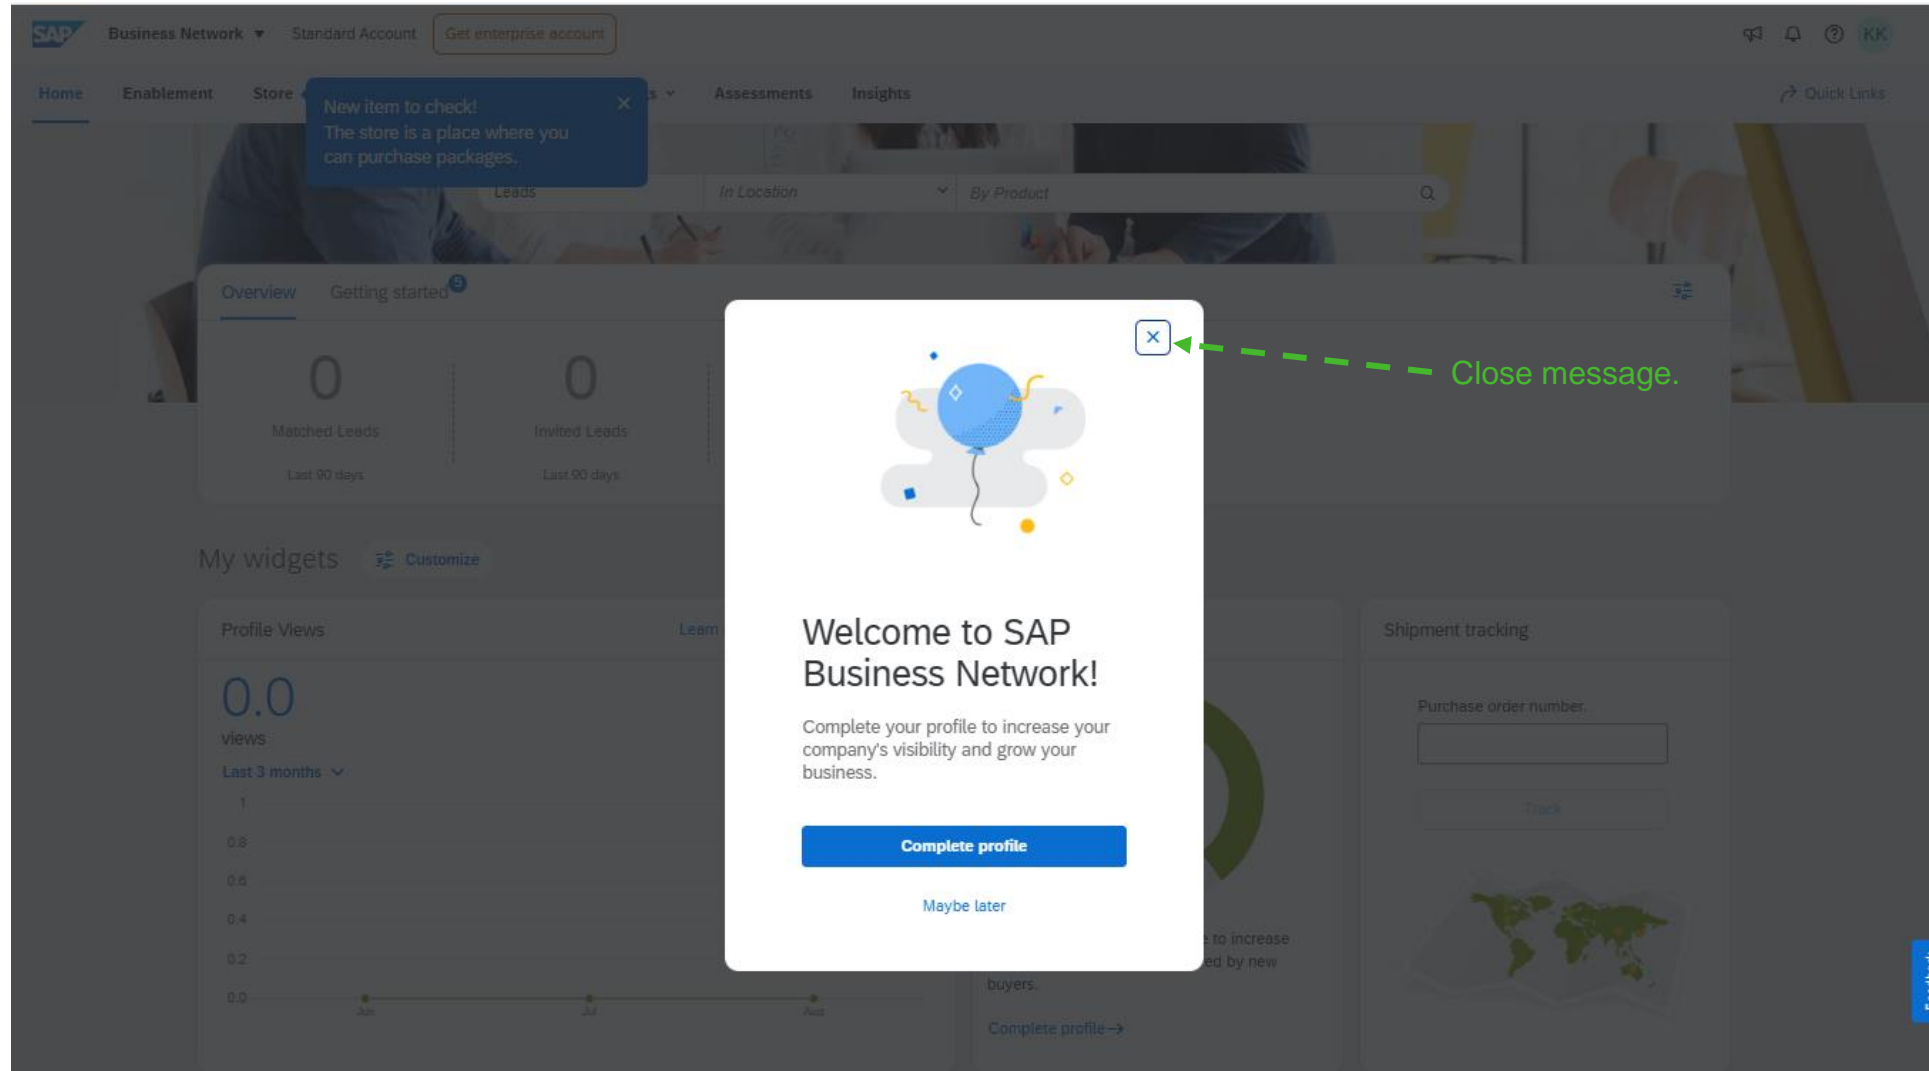 SAP Business Network Standard Account Get enterprise account KK
Home Enablement Store s Assessments Insights Quick Links
New item to check!
The store is a place where you
can purchase packages.
Leads In Location By Product
Overview Getting started
Close message.
0 0
Matched Leads Invited Leads
Last 90 days Last 90 days
My widgets Customize
Welcome to SAP
Business Network!
Complete your profile to increase your
company's visibility and grow your
business.
Complete profile
Maybe later
Profile Views Learn
0.0
views
Last 3 months
1
0.8
0.6
0.4
0.2
0.0
Jun Jul Aug
e to increase
ed by new
buyers.
Complete profile
Shipment tracking
Purchase order number.
Track
Feedback